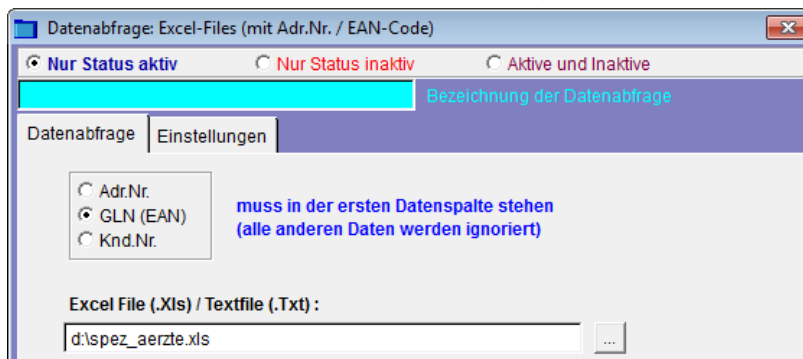 Datenabfrage: Excel-Files (mit Adr.Nr. / EAN-Code)
Nur Status aktiv Nur Status inaktiv Aktive und Inaktive
Bezeichnung der Datenabfrage
Datenabfrage Einstellungen
Adr.Nr.
GLN (EAN)
Knd.Nr.
muss in der ersten Datenspalte stehen
(alle anderen Daten werden ignoriert)
Excel File (.Xls) / Textfile (.Txt) :
d:\spez_aerzte.xls ...